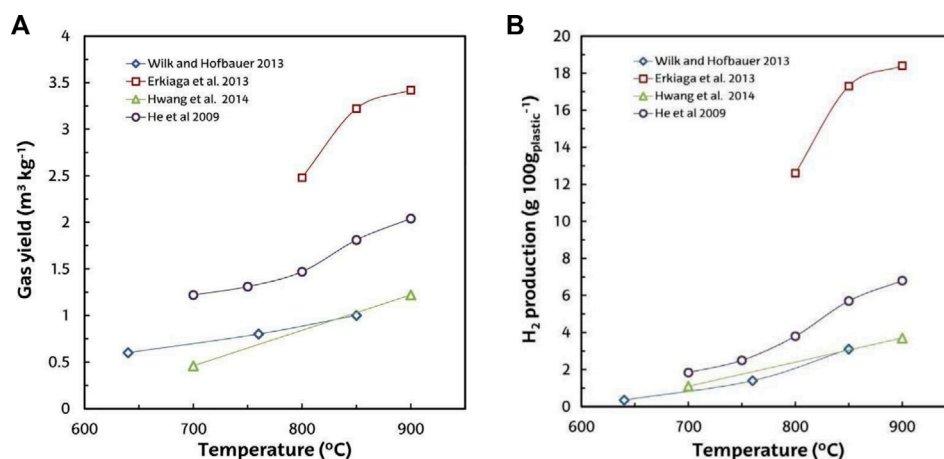 A
Gas yield (m³ kg⁻¹)
4
3.5
3
2.5
2
1.5
1
0.5
0
Wilk and Hofbauer 2013
Erkiaga et al. 2013
Hwang et al. 2014
He et al 2009
600 700 800 900
Temperature (ºC)
B
H₂ production (g 100gplastic⁻¹)
20
18
16
14
12
10
8
6
4
2
0
Wilk and Hofbauer 2013
Erkiaga et al. 2013
Hwang et al. 2014
He et al 2009
600 700 800 900
Temperature (ºC)